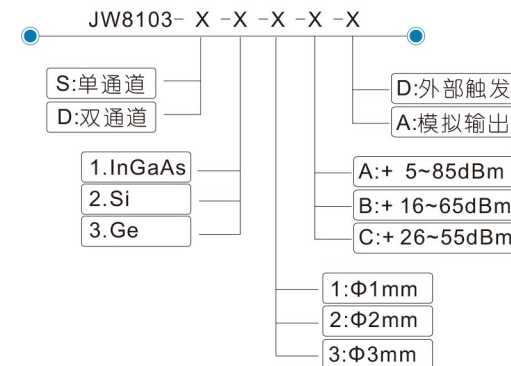 JW8103- X -X -X -X -X
S:单通道
D:双通道
1.InGaAs
2.Si
3.Ge
D:外部触发
A:模拟输出
A:+ 5~85dBm
B:+ 16~65dBm
C:+ 26~55dBm
1:Φ1mm
2:Φ2mm
3:Φ3mm